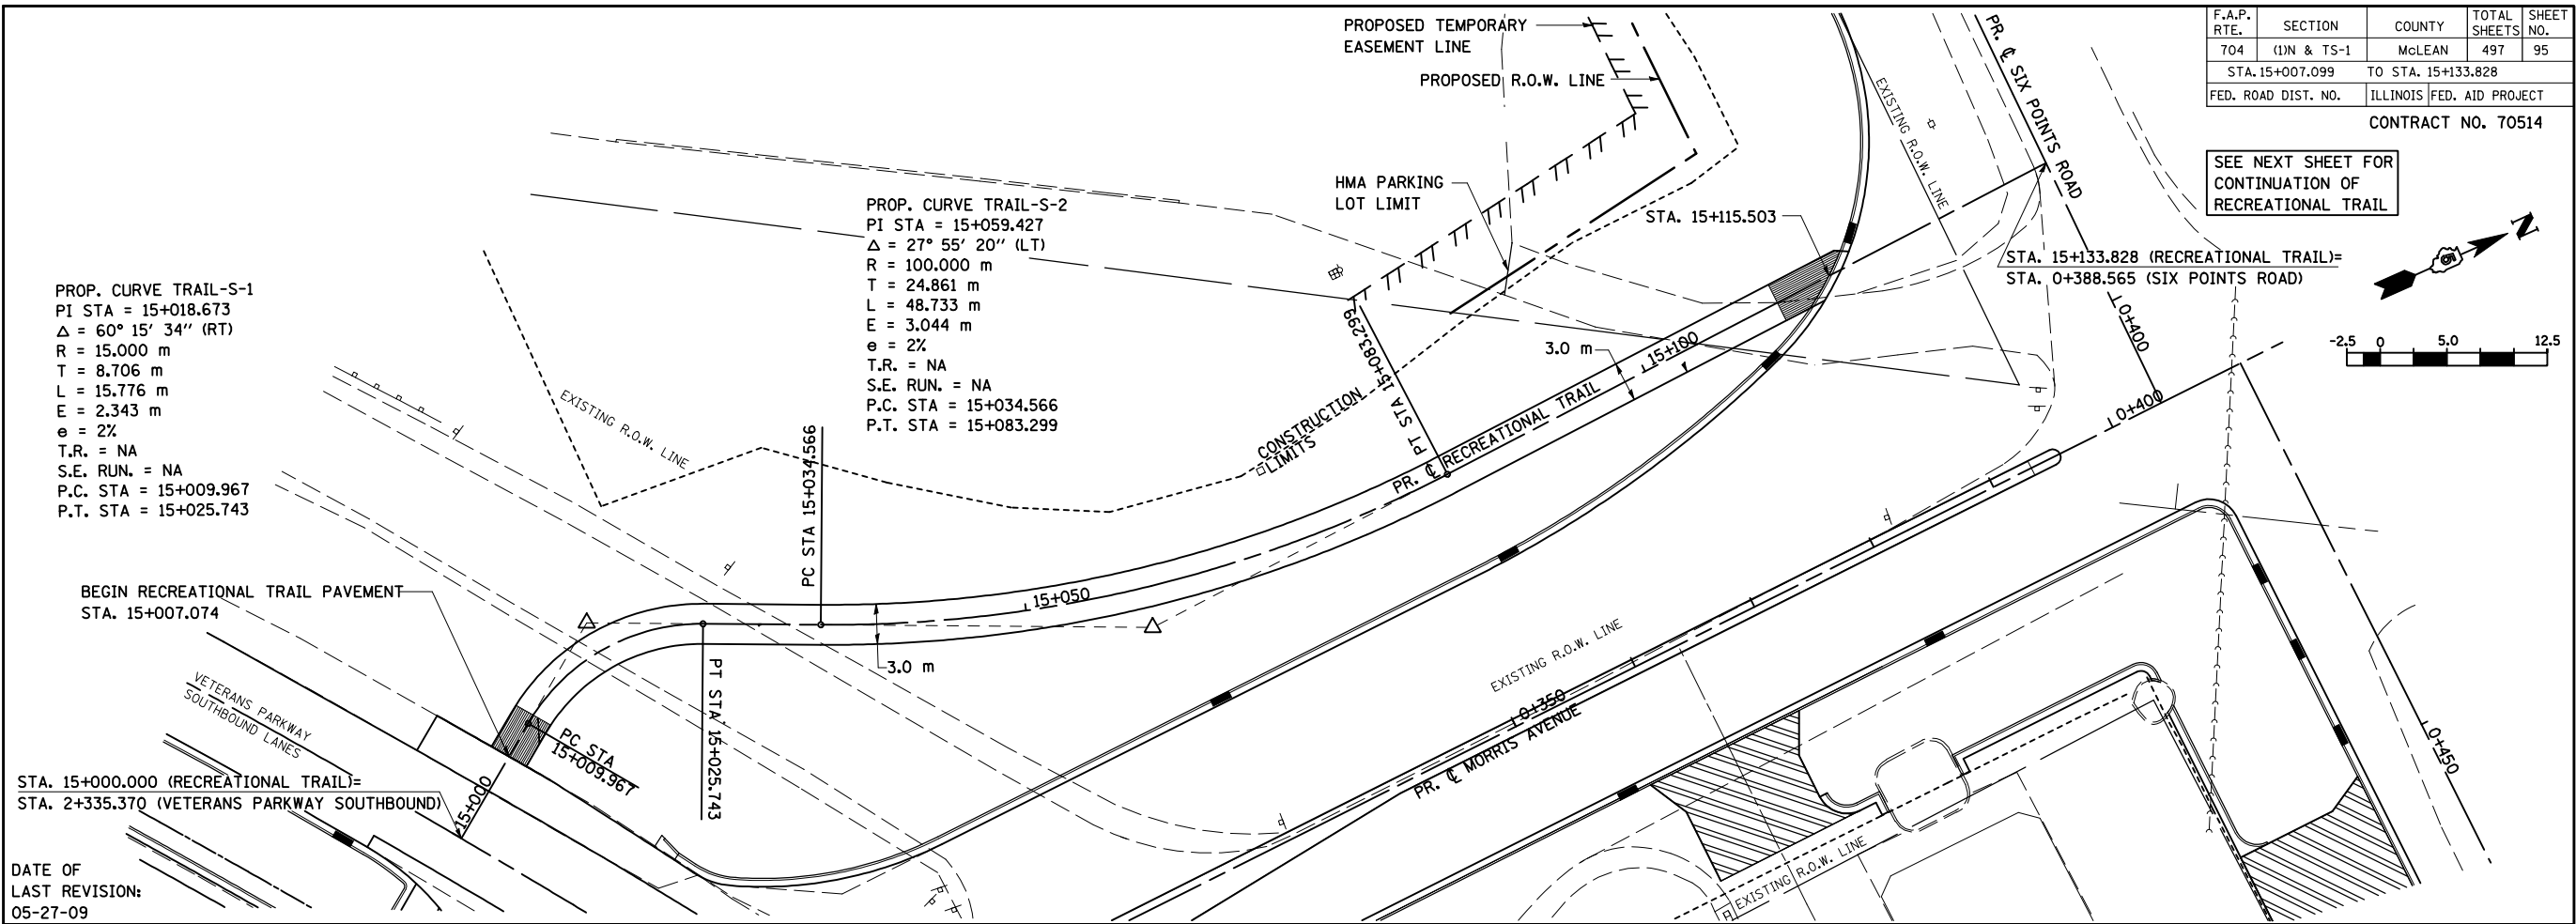 F.A.P. RTE.
SECTION
COUNTY
TOTAL SHEETS
SHEET NO.
704
(1)N & TS-1
McLEAN
497
95
STA. 15+007.099 TO STA. 15+133.828
FED. ROAD DIST. NO.
ILLINOIS
FED. AID PROJECT
CONTRACT NO. 70514
SEE NEXT SHEET FOR
CONTINUATION OF
RECREATIONAL TRAIL
N
-2.5 0 5.0 12.5
PROPOSED TEMPORARY
EASEMENT LINE
PROPOSED R.O.W. LINE
PR. ℄ SIX POINTS ROAD
EXISTING R.O.W. LINE
HMA PARKING
LOT LIMIT
STA. 15+115.503
STA. 15+133.828 (RECREATIONAL TRAIL)=
STA. 0+388.565 (SIX POINTS ROAD)
PROP. CURVE TRAIL-S-2
PI STA = 15+059.427
Δ = 27° 55' 20'' (LT)
R = 100.000 m
T = 24.861 m
L = 48.733 m
E = 3.044 m
e = 2%
T.R. = NA
S.E. RUN. = NA
P.C. STA = 15+034.566
P.T. STA = 15+083.299
PROP. CURVE TRAIL-S-1
PI STA = 15+018.673
Δ = 60° 15' 34'' (RT)
R = 15.000 m
T = 8.706 m
L = 15.776 m
E = 2.343 m
e = 2%
T.R. = NA
S.E. RUN. = NA
P.C. STA = 15+009.967
P.T. STA = 15+025.743
EXISTING R.O.W. LINE
PC STA 15+034.566
CONSTRUCTION
LIMITS
PT STA 15+083.299
3.0 m
15+100
PR. ℄ RECREATIONAL TRAIL
0+400
0+400
15+050
3.0 m
BEGIN RECREATIONAL TRAIL PAVEMENT
STA. 15+007.074
VETERANS PARKWAY
SOUTHBOUND LANES
PC STA
15+009.967
PT STA 15+025.743
15+000
STA. 15+000.000 (RECREATIONAL TRAIL)=
STA. 2+335.370 (VETERANS PARKWAY SOUTHBOUND)
EXISTING R.O.W. LINE
0+350
PR. ℄ MORRIS AVENUE
0+450
EXISTING R.O.W. LINE
DATE OF
LAST REVISION:
05-27-09